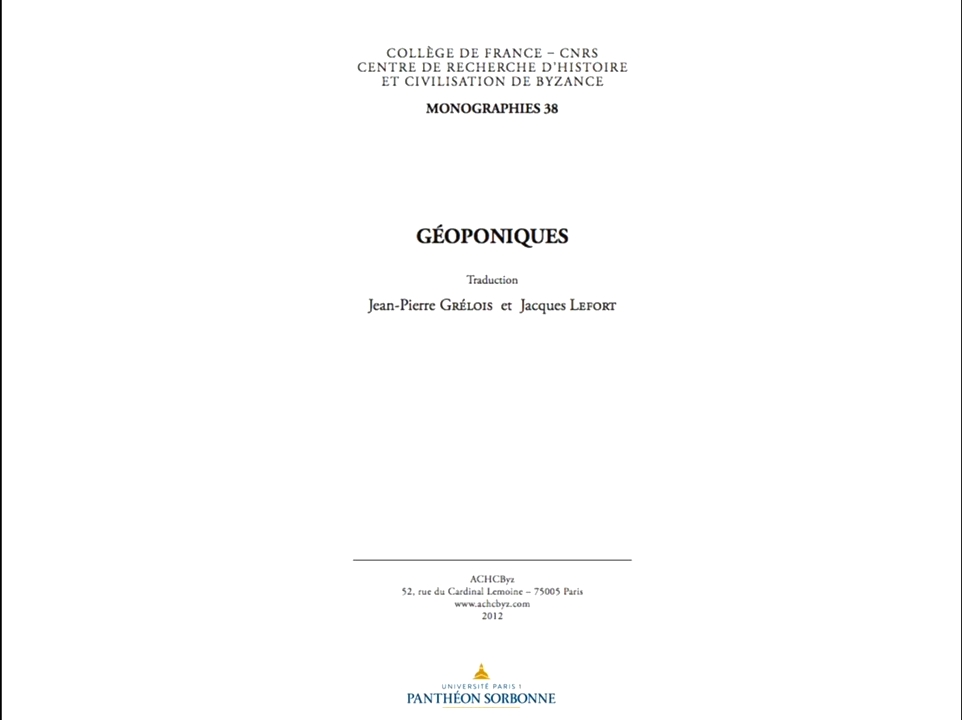 COLLÈGE DE FRANCE – CNRS
CENTRE DE RECHERCHE D'HISTOIRE
ET CIVILISATION DE BYZANCE
MONOGRAPHIES 38
GÉOPONIQUES
Traduction
Jean-Pierre GRÉLOIS et Jacques LEFORT
ACHCByz
52, rue du Cardinal Lemoine – 75005 Paris
www.achcbyz.com
2012
UNIVERSITÉ PARIS 1
PANTHÉON SORBONNE